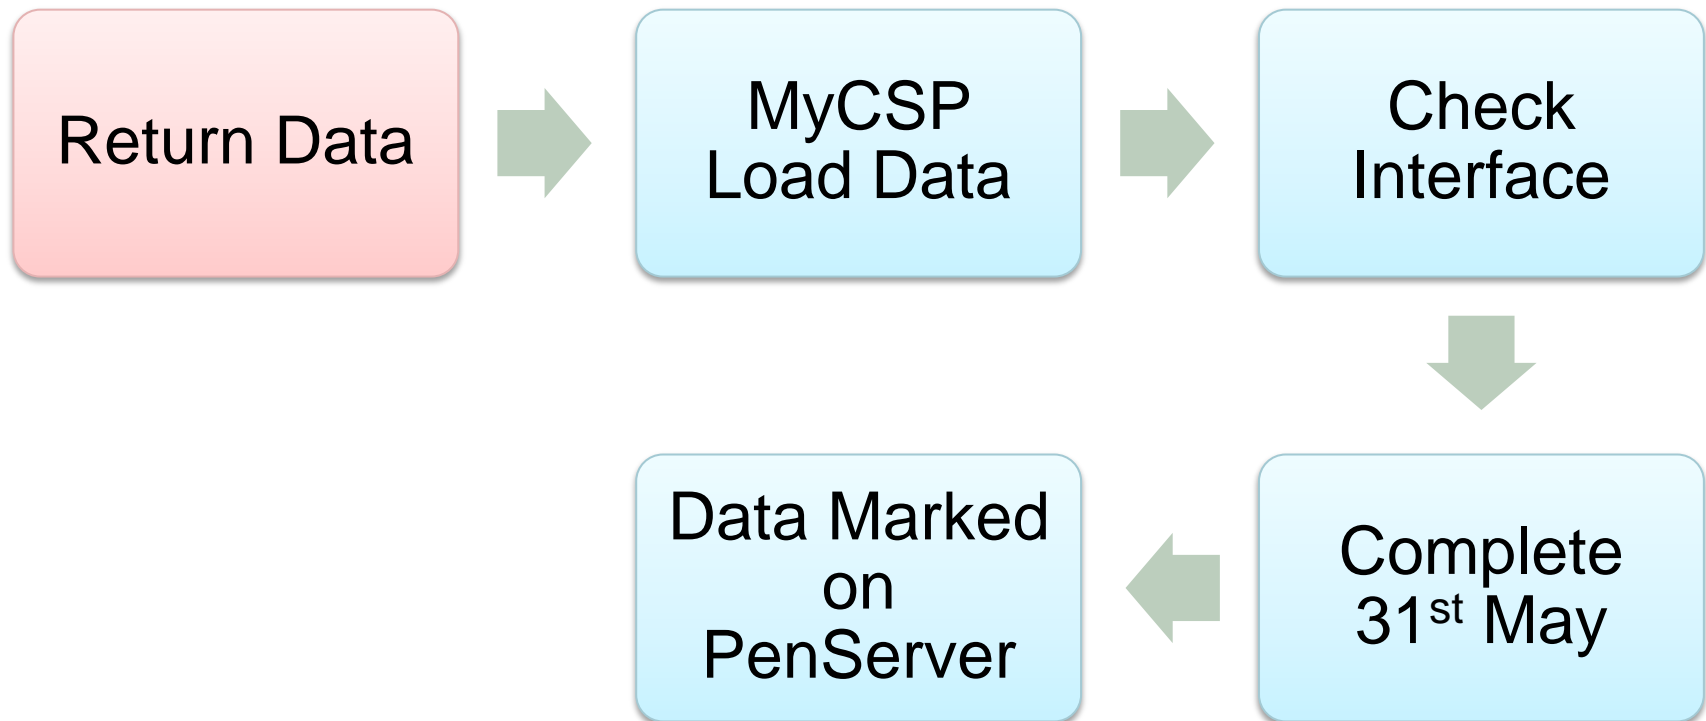 Return Data
MyCSP
Load Data
Check
Interface
Complete
31st May
Data Marked
on
PenServer